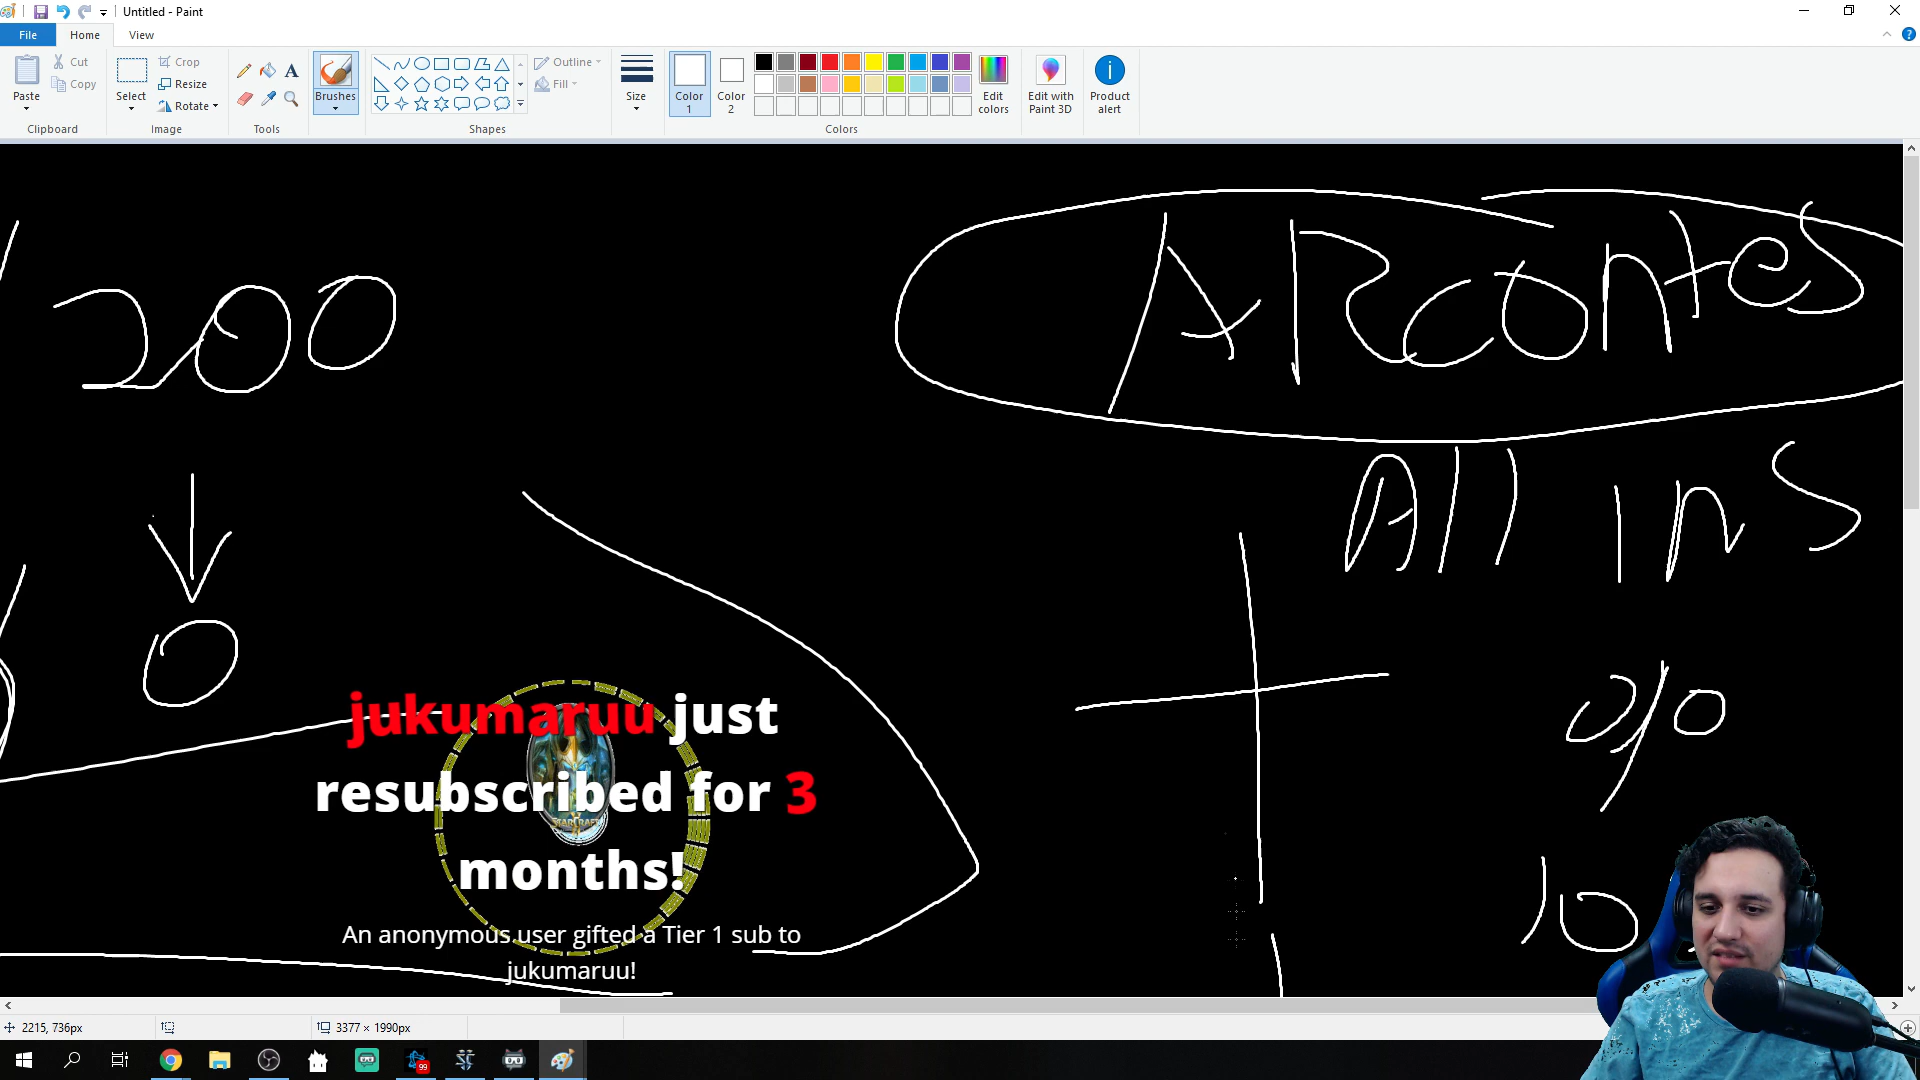 Untitled - Paint
File Home View
Paste
Cut
Copy
Clipboard
Select
Crop
Resize
Rotate
Image
Tools
Brushes
Shapes
Outline
Fill
Size
Color 1
Color 2
Edit colors
Colors
Edit with Paint 3D
Product alert
200
ARcontes
All Ins
0
0/0
10
jukumaruu just
resubscribed for 3
months!
STARCRAFT
An anonymous user gifted a Tier 1 sub to
jukumaruu!
2215, 736px
3377 × 1990px
99